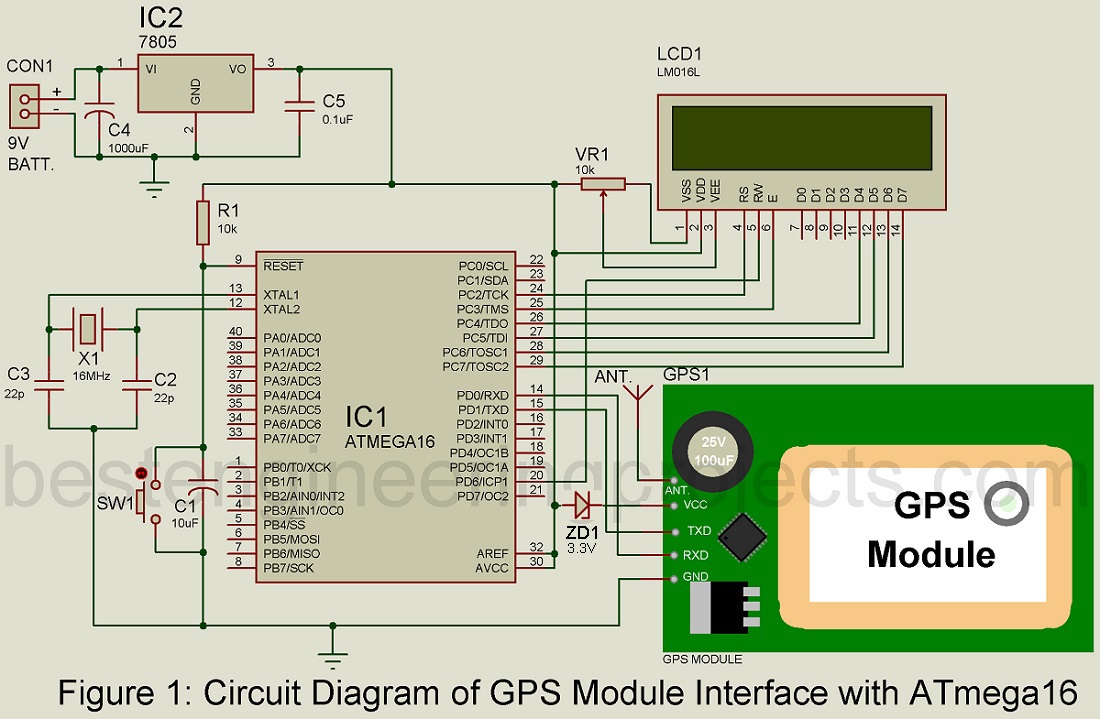 IC2
7805
CON1
+
-
9V
BATT.
1
VI
VO
3
GND
2
C4
1000uF
C5
0.1uF
LCD1
LM016L
VSS
VDD
VEE
RS
RW
E
D0
D1
D2
D3
D4
D5
D6
D7
1
2
3
4
5
6
7
8
9
10
11
12
13
14
VR1
10k
R1
10k
9
RESET
13
XTAL1
12
XTAL2
40
PA0/ADC0
39
PA1/ADC1
38
PA2/ADC2
37
PA3/ADC3
36
PA4/ADC4
35
PA5/ADC5
34
PA6/ADC6
33
PA7/ADC7
1
PB0/T0/XCK
2
PB1/T1
3
PB2/AIN0/INT2
4
PB3/AIN1/OC0
5
PB4/SS
6
PB5/MOSI
7
PB6/MISO
8
PB7/SCK
IC1
ATMEGA16
PC0/SCL
22
PC1/SDA
23
PC2/TCK
24
PC3/TMS
25
PC4/TDO
26
PC5/TDI
27
PC6/TOSC1
28
PC7/TOSC2
29
PD0/RXD
14
PD1/TXD
15
PD2/INT0
16
PD3/INT1
17
PD4/OC1B
18
PD5/OC1A
19
PD6/ICP1
20
PD7/OC2
21
AREF
32
AVCC
30
X1
16MHz
C3
22p
C2
22p
SW1
C1
10uF
ZD1
3.3V
ANT.
GPS1
25V
100uF
ANT.
VCC
TXD
RXD
GND
GPS
Module
GPS MODULE
bestengineeringprojects.com
Figure 1: Circuit Diagram of GPS Module Interface with ATmega16